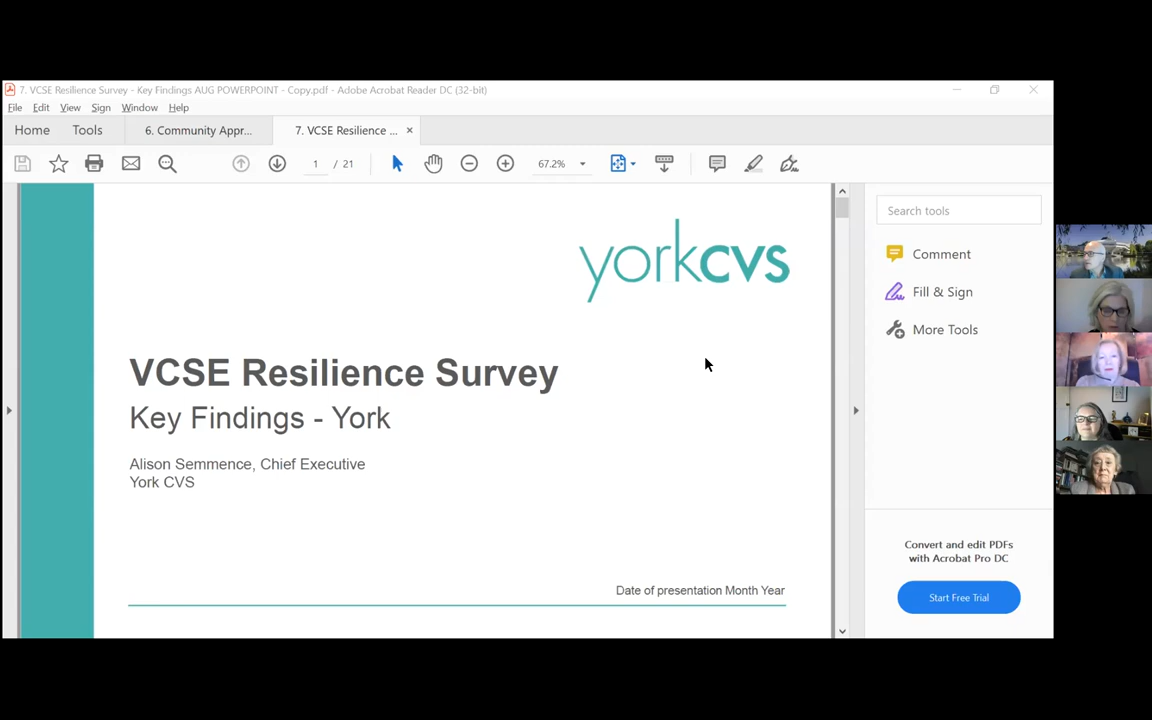 7. VCSE Resilience Survey - Key Findings AUG POWERPOINT - Copy.pdf - Adobe Acrobat Reader DC (32-bit)
File Edit View Sign Window Help
Home Tools 6. Community Appr... 7. VCSE Resilience ... ×
1 / 21 67.2%
Search tools
yorkcvs
Comment
Fill & Sign
More Tools
VCSE Resilience Survey
Key Findings - York
Alison Semmence, Chief Executive
York CVS
Date of presentation Month Year
Convert and edit PDFs
with Acrobat Pro DC
Start Free Trial